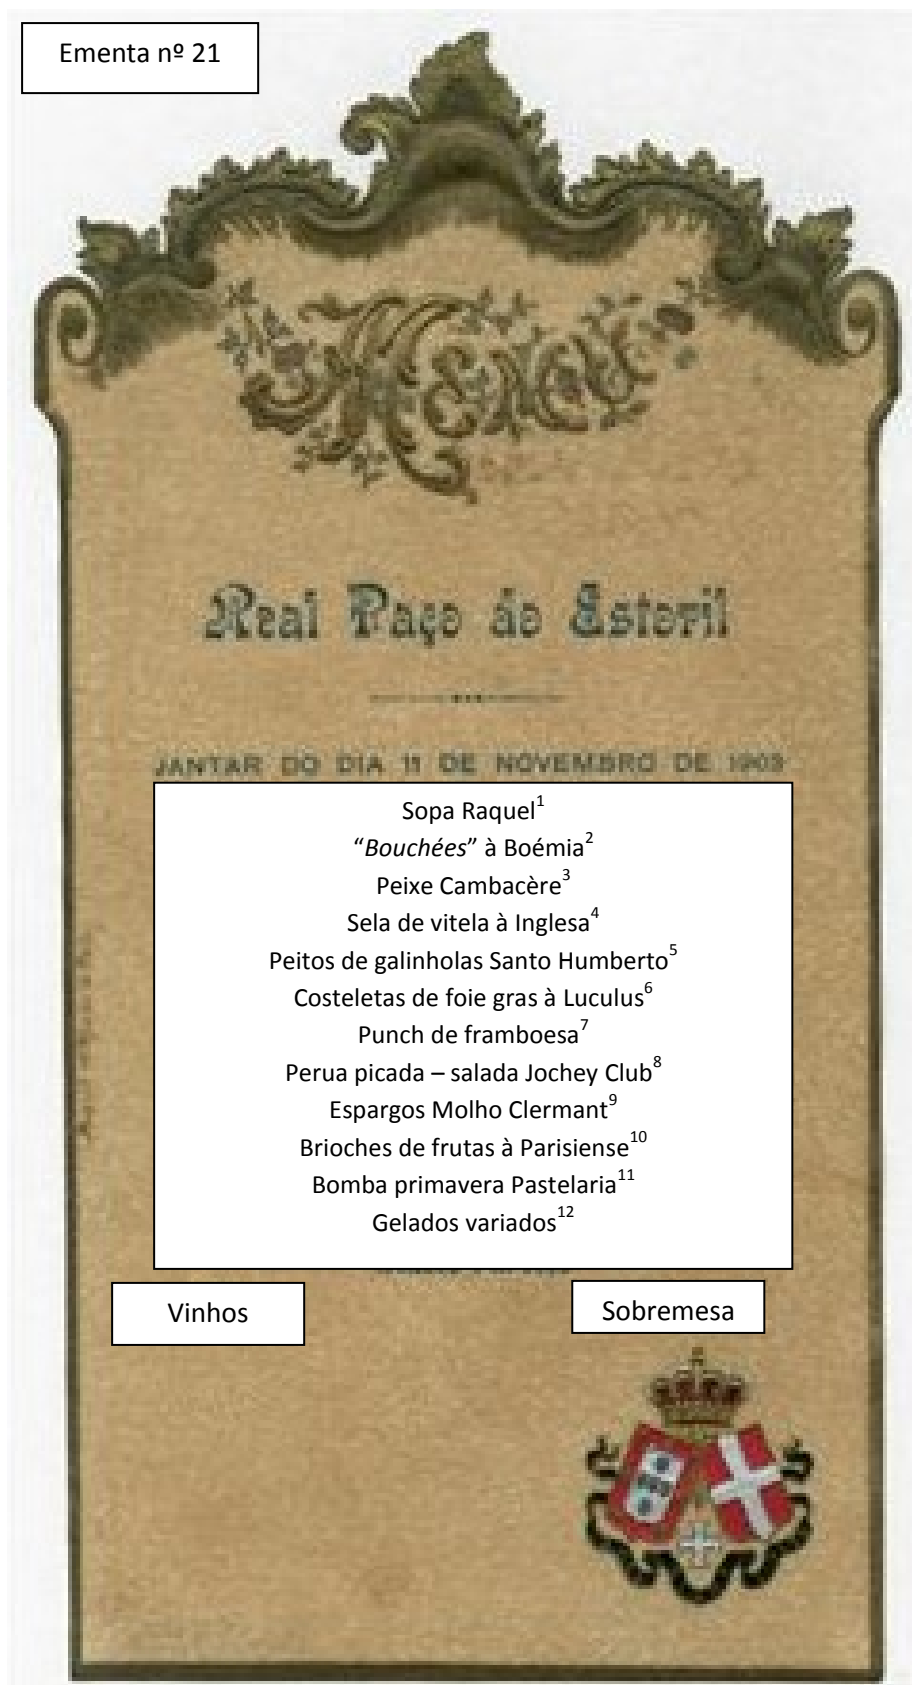 Ementa nº 21
Menu
Real Paço do Estoril
JANTAR DO DIA 11 DE NOVEMBRO DE 1903
Sopa Raquel¹
“Bouchées” à Boémia²
Peixe Cambacère³
Sela de vitela à Inglesa⁴
Peitos de galinholas Santo Humberto⁵
Costeletas de foie gras à Luculus⁶
Punch de framboesa⁷
Perua picada – salada Jochey Club⁸
Espargos Molho Clermant⁹
Brioches de frutas à Parisiense¹⁰
Bomba primavera Pastelaria¹¹
Gelados variados¹²
Vinhos
Sobremesa